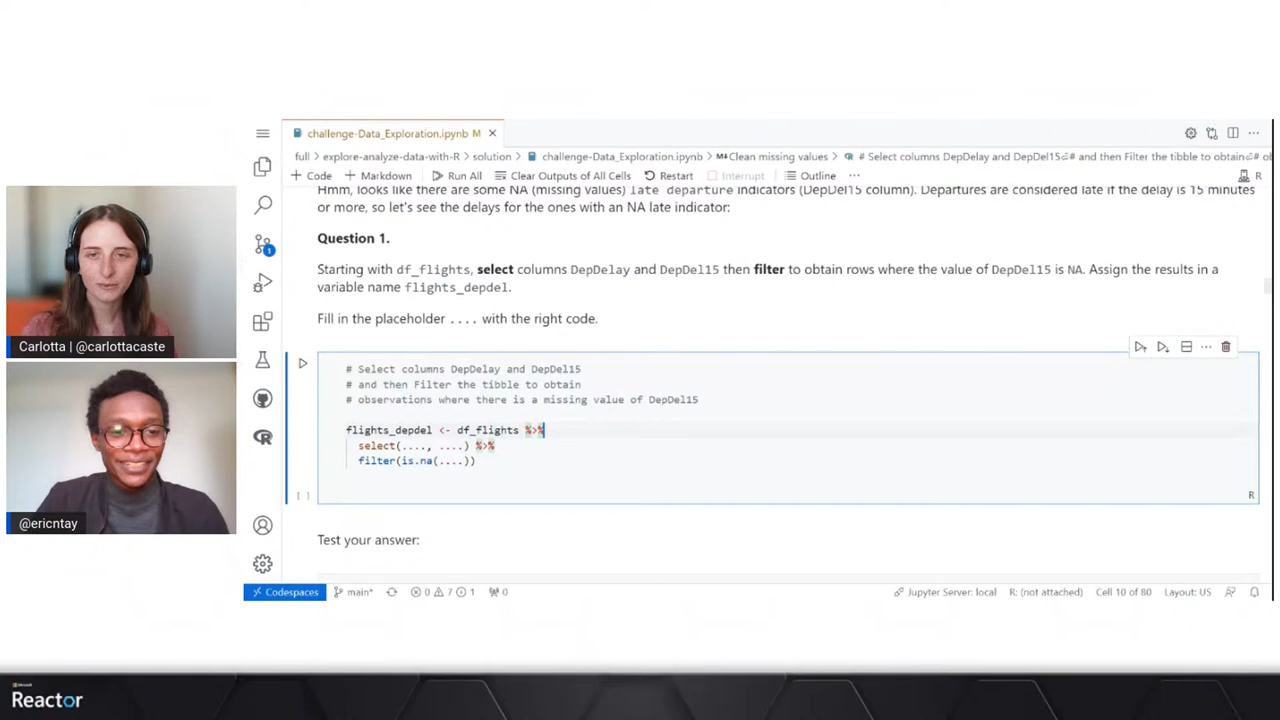 challenge-Data_Exploration.ipynb M
full > explore-analyze-data-with-R > solution > challenge-Data_Exploration.ipynb > M↓Clean missing values > # Select columns DepDelay and DepDel15⏎# and then Filter the tibble to obtain⏎# o
+ Code + Markdown Run All Clear Outputs of All Cells Restart Interrupt Outline ... R
Hmm, looks like there are some NA (missing values) late departure indicators (DepDel15 column). Departures are considered late if the delay is 15 minutes
or more, so let's see the delays for the ones with an NA late indicator:
Question 1.
Starting with df_flights, select columns DepDelay and DepDel15 then filter to obtain rows where the value of DepDel15 is NA. Assign the results in a
variable name flights_depdel.
Fill in the placeholder .... with the right code.
# Select columns DepDelay and DepDel15
# and then Filter the tibble to obtain
# observations where there is a missing value of DepDel15
flights_depdel <- df_flights %>%
select(...., ....) %>%
filter(is.na(....))
[ ]
R
Test your answer:
1
Codespaces main* 0 7 1 0 Jupyter Server: local R: (not attached) Cell 10 of 80 Layout: US
Carlotta | @carlottacaste
@ericntay
Microsoft
Reactor